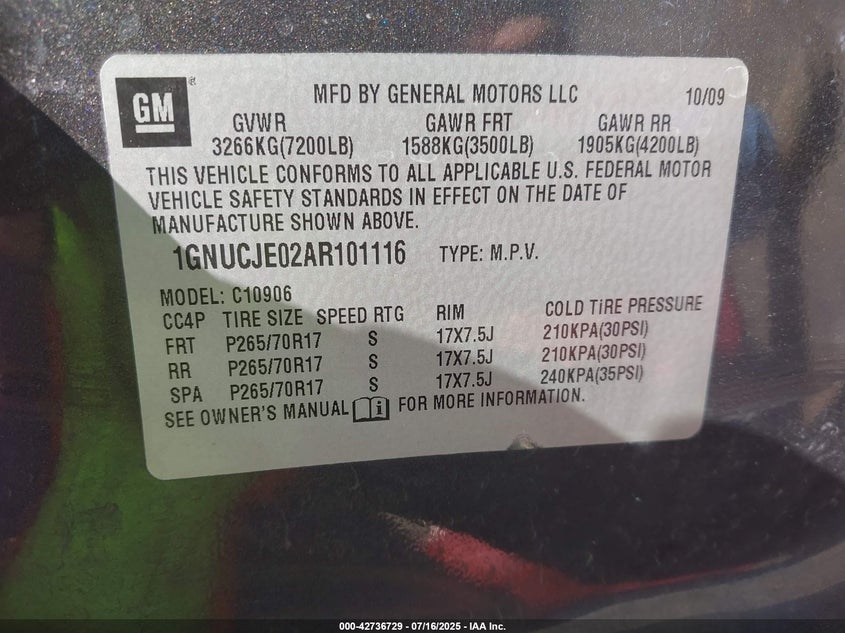 GM
MFD BY GENERAL MOTORS LLC 10/09
GVWR GAWR FRT GAWR RR
3266KG(7200LB) 1588KG(3500LB) 1905KG(4200LB)
THIS VEHICLE CONFORMS TO ALL APPLICABLE U.S. FEDERAL MOTOR
VEHICLE SAFETY STANDARDS IN EFFECT ON THE DATE OF
MANUFACTURE SHOWN ABOVE.
1GNUCJE02AR101116 TYPE: M.P.V.
MODEL: C10906
CC4P TIRE SIZE SPEED RTG RIM COLD TIRE PRESSURE
FRT P265/70R17 S 17X7.5J 210KPA(30PSI)
RR P265/70R17 S 17X7.5J 210KPA(30PSI)
SPA P265/70R17 S 17X7.5J 240KPA(35PSI)
SEE OWNER'S MANUAL i FOR MORE INFORMATION.
000-42736729 - 07/16/2025 - IAA Inc.